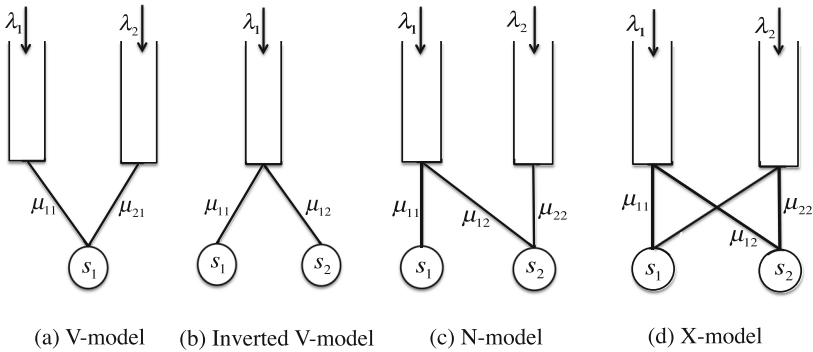 λ₁ λ₂ λ₁ λ₁ λ₂ λ₁ λ₂
μ₁₁ μ₂₁ μ₁₁ μ₁₂ μ₁₁ μ₁₂ μ₂₂ μ₁₁ μ₁₂ μ₂₂
s₁ s₁ s₂ s₁ s₂ s₁ s₂
(a) V-model (b) Inverted V-model (c) N-model (d) X-model